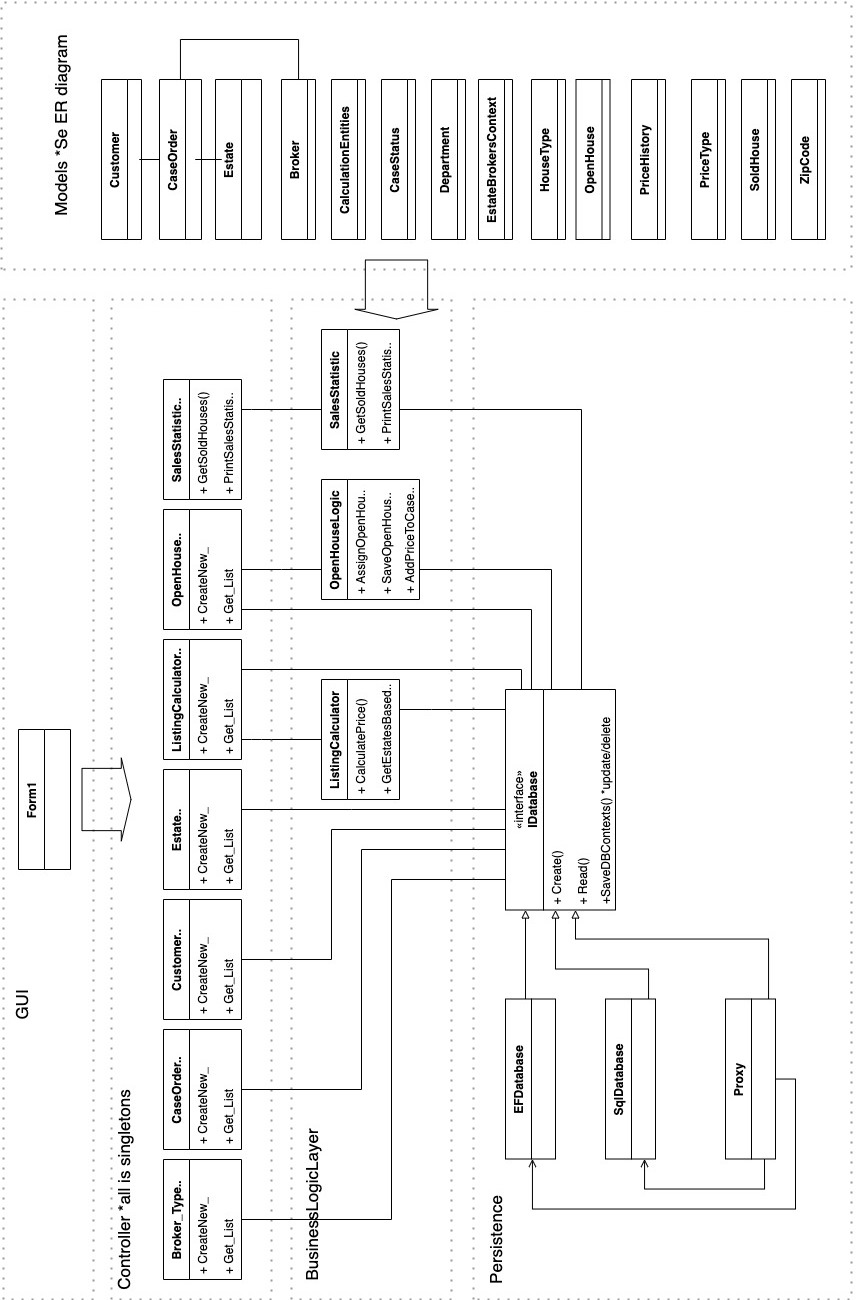 GUI
Form1
Controller *all is singletons
Broker_Type..
+ CreateNew_
+ Get_List
CaseOrder..
+ CreateNew_
+ Get_List
Customer..
+ CreateNew_
+ Get_List
Estate..
+ CreateNew_
+ Get_List
ListingCalculator..
+ CreateNew_
+ Get_List
OpenHouse..
+ CreateNew_
+ Get_List
SalesStatistic..
+ GetSoldHouses()
+ PrintSalesStatis..
BusinessLogicLayer
ListingCalculator
+ CalculatePrice()
+ GetEstatesBased..
OpenHouseLogic
+ AssignOpenHou..
+ SaveOpenHous..
+ AddPriceToCase..
SalesStatistic
+ GetSoldHouses()
+ PrintSalesStatis..
Persistence
EFDatabase
SqlDatabase
Proxy
«interface»
IDatabase
+ Create()
+ Read()
+SaveDBContexts() *update/delete
Models *Se ER diagram
Customer
CaseOrder
Estate
Broker
CalculationEntities
CaseStatus
Department
EstateBrokersContext
HouseType
OpenHouse
PriceHistory
PriceType
SoldHouse
ZipCode